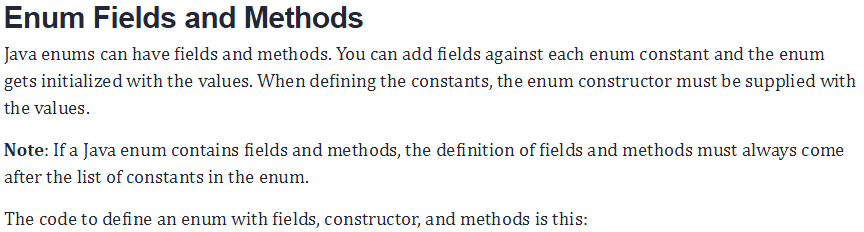 Enum Fields and Methods
Java enums can have fields and methods. You can add fields against each enum constant and the enum
gets initialized with the values. When defining the constants, the enum constructor must be supplied with
the values.
Note: If a Java enum contains fields and methods, the definition of fields and methods must always come
after the list of constants in the enum.
The code to define an enum with fields, constructor, and methods is this: